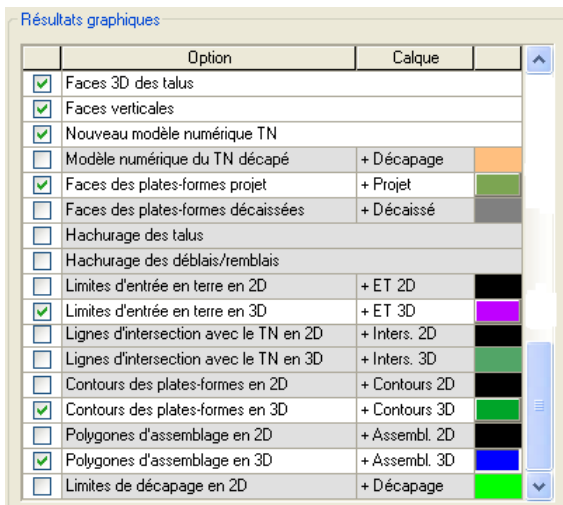 Résultats graphiques
Option Calque
Faces 3D des talus
Faces verticales
Nouveau modèle numérique TN
Modèle numérique du TN décapé + Décapage
Faces des plates-formes projet + Projet
Faces des plates-formes décaissées + Décaissé
Hachurage des talus
Hachurage des déblais/remblais
Limites d'entrée en terre en 2D + ET 2D
Limites d'entrée en terre en 3D + ET 3D
Lignes d'intersection avec le TN en 2D + Inters. 2D
Lignes d'intersection avec le TN en 3D + Inters. 3D
Contours des plates-formes en 2D + Contours 2D
Contours des plates-formes en 3D + Contours 3D
Polygones d'assemblage en 2D + Assembl. 2D
Polygones d'assemblage en 3D + Assembl. 3D
Limites de décapage en 2D + Décapage